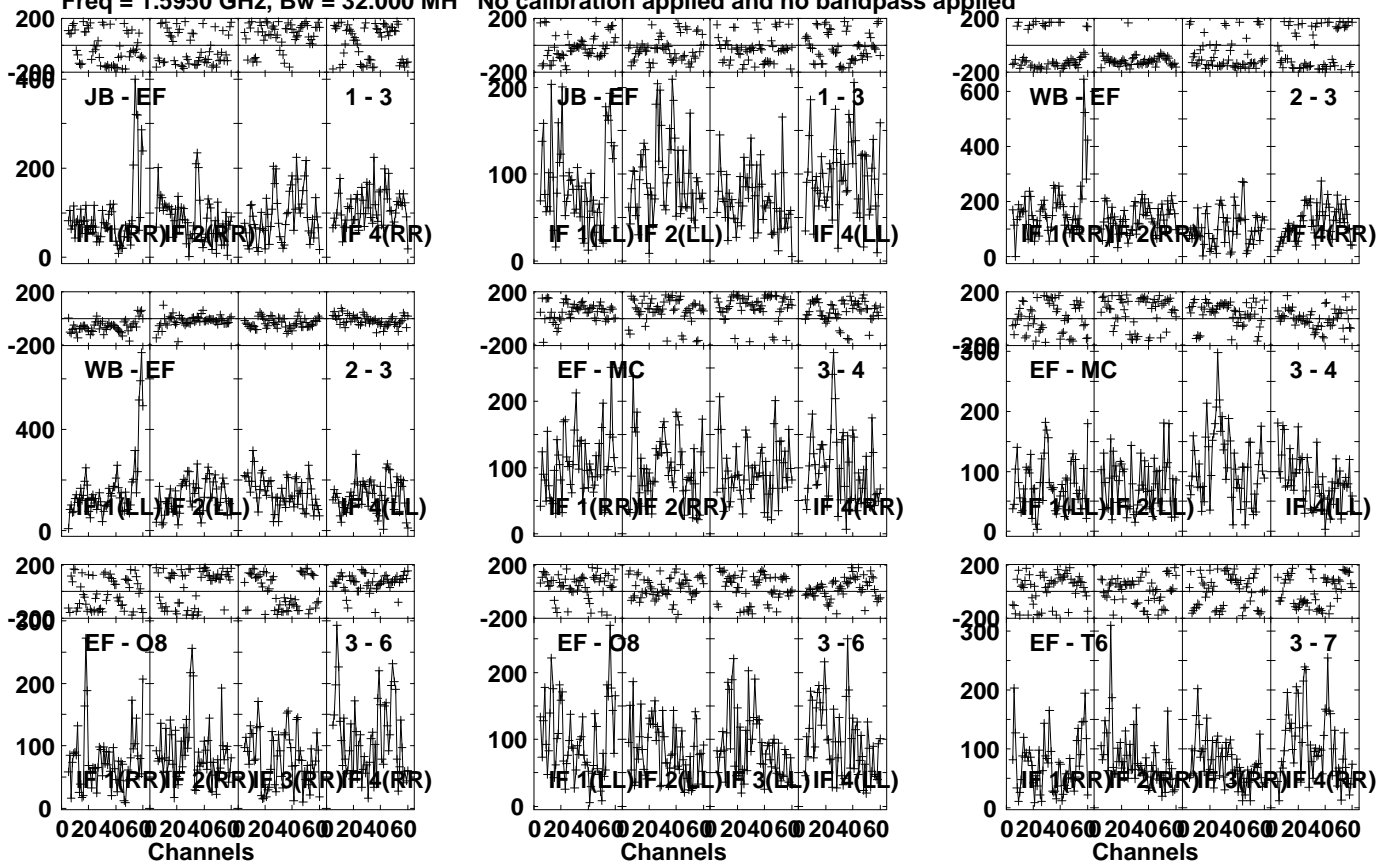 Freq = 1.5950 GHz, Bw = 32.000 MH No calibration applied and no bandpass applied
200 200 200
-200 -200 -200
400 200 600
JB - EF 1 - 3 JB - EF 1 - 3 WB - EF 2 - 3
400
200 100 200
IF 1(RR) IF 2(RR) IF 4(RR) IF 1(LL) IF 2(LL) IF 4(LL) IF 1(RR) IF 2(RR) IF 4(RR)
0 0 0
200 200 200
-200 -200 -200
300
WB - EF 2 - 3 EF - MC 3 - 4 EF - MC 3 - 4
400 200 200
100 100
IF 1(LL) IF 2(LL) IF 4(LL) IF 1(RR) IF 2(RR) IF 4(RR) IF 1(LL) IF 2(LL) IF 4(LL)
0 0 0
200 200 200
-200 -200 -200
300 300
EF - O8 3 - 6 EF - O8 3 - 6 EF - T6 3 - 7
200 200 200
100 100 100
IF 1(RR) IF 2(RR) IF 3(RR) IF 4(RR) IF 1(LL) IF 2(LL) IF 3(LL) IF 4(LL) IF 1(RR) IF 2(RR) IF 3(RR) IF 4(RR)
0 0 0
0 20 40 60 0 20 40 60 0 20 40 60 0 20 40 60 0 20 40 60 0 20 40 60 0 20 40 60 0 20 40 60 0 20 40 60 0 20 40 60 0 20 40 60 0 20 40 60
Channels Channels Channels